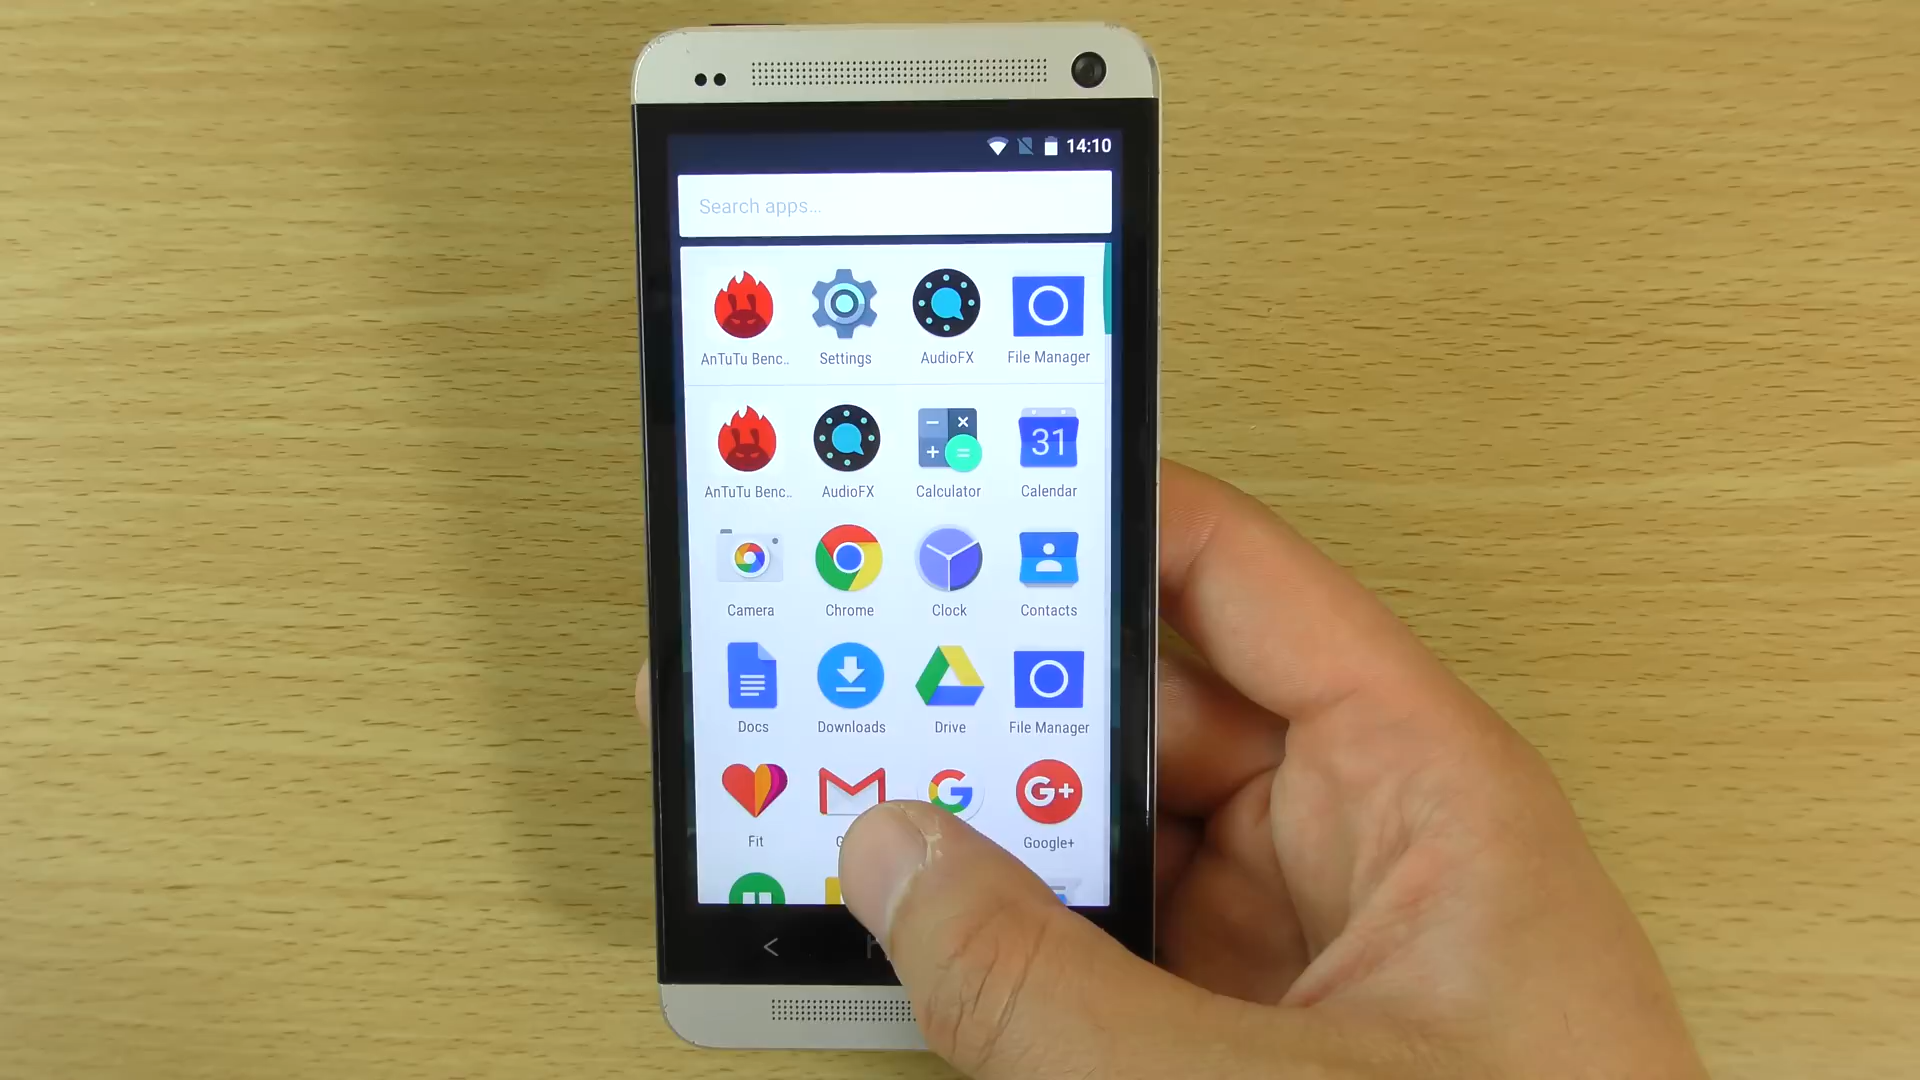 14:10
Search apps...
AnTuTu Benc.. Settings AudioFX File Manager
AnTuTu Benc.. AudioFX Calculator Calendar
31
Camera Chrome Clock Contacts
Docs Downloads Drive File Manager
G G+
Fit Google+